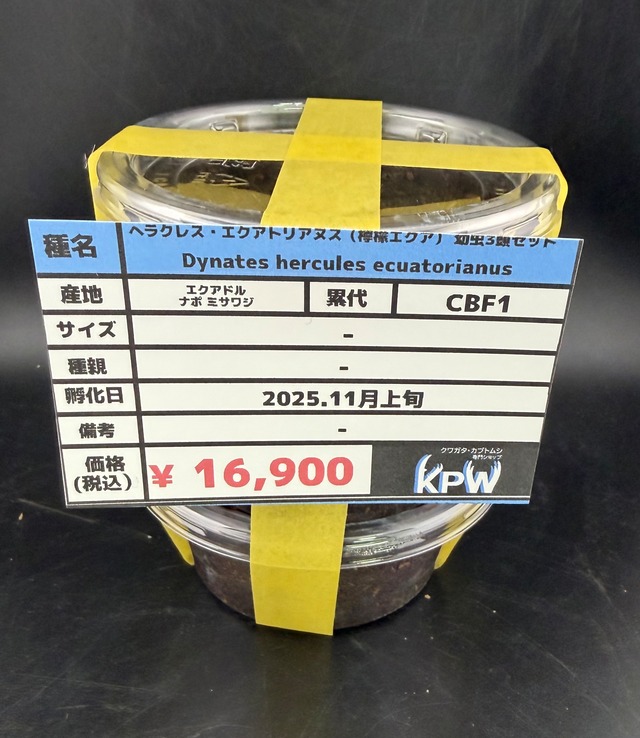 種名 ヘラクレス・エクアトリアヌス（檸檬エクア） 幼虫3頭セット
Dynates hercules ecuatorianus
産地 エクアドル ナポ ミサワジ 累代 CBF1
サイズ -
種親 -
孵化日 2025.11月上旬
備考 -
価格 (税込) ¥ 16,900
クワガタ・カブトムシ
専門ショップ
KPW